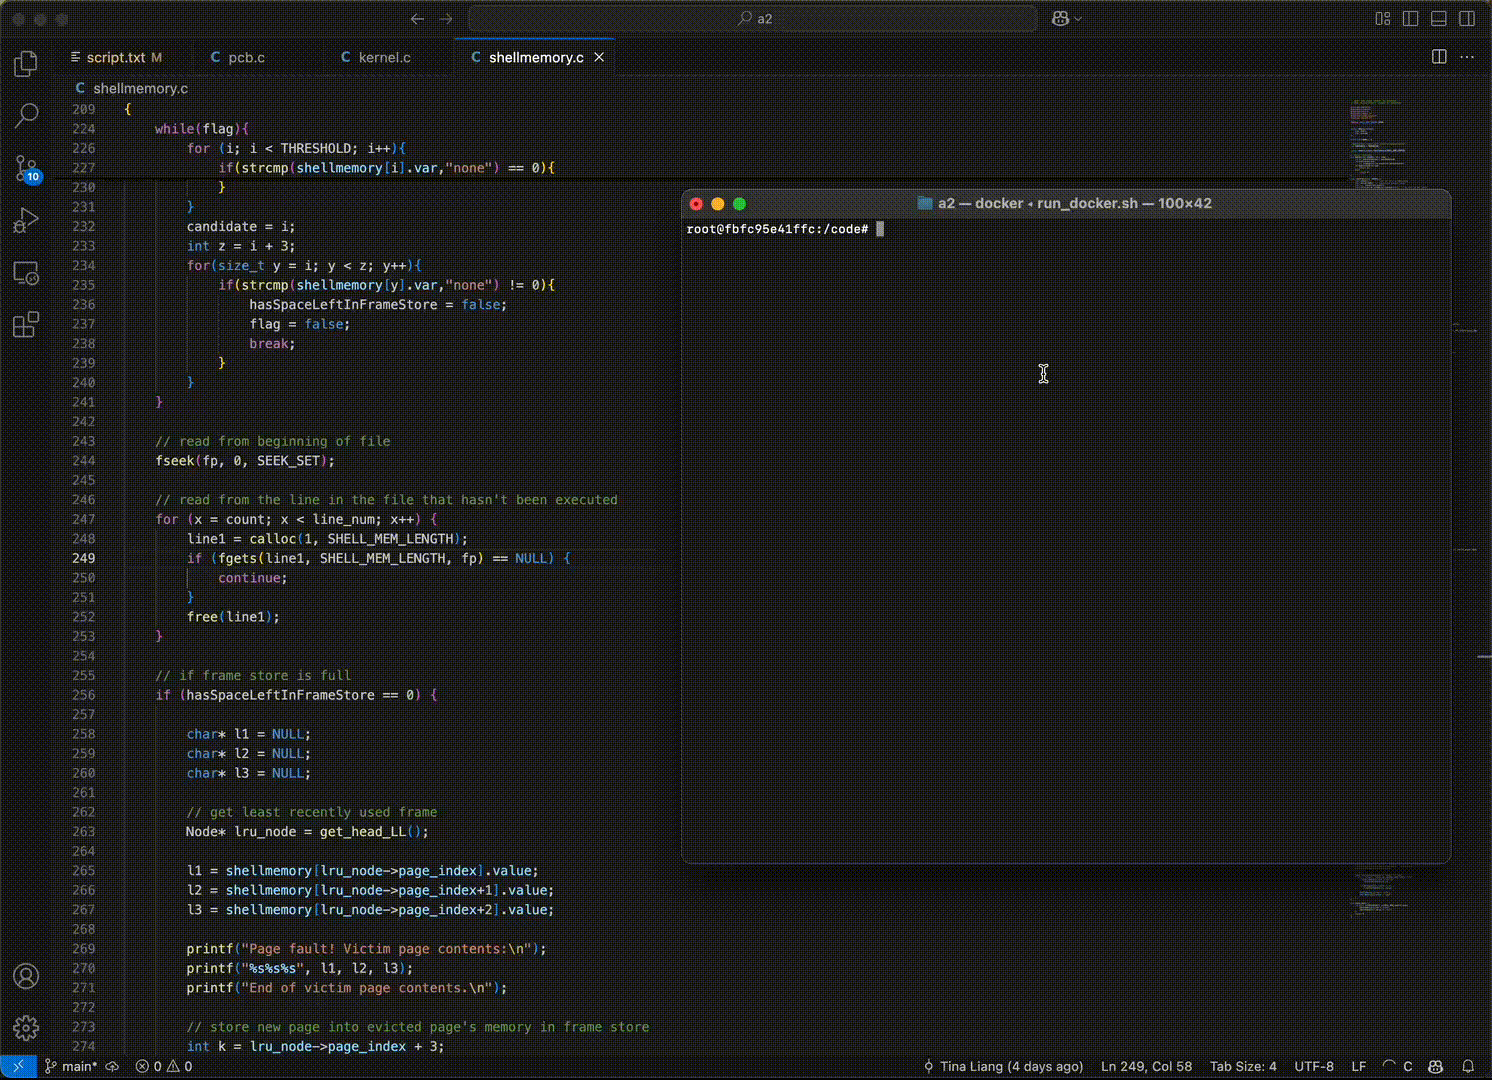 a2
script.txt M
pcb.c
kernel.c
shellmemory.c
shellmemory.c
209 {
224 while(flag){
226 for (i; i < THRESHOLD; i++){
227 if(strcmp(shellmemory[i].var,"none") == 0){
230 }
231 }
232 candidate = i;
233 int z = i + 3;
234 for(size_t y = i; y < z; y++){
235 if(strcmp(shellmemory[y].var,"none") != 0){
236 hasSpaceLeftInFrameStore = false;
237 flag = false;
238 break;
239 }
240 }
241 }
242
243 // read from beginning of file
244 fseek(fp, 0, SEEK_SET);
245
246 // read from the line in the file that hasn't been executed
247 for (x = count; x < line_num; x++) {
248 line1 = calloc(1, SHELL_MEM_LENGTH);
249 if (fgets(line1, SHELL_MEM_LENGTH, fp) == NULL) {
250 continue;
251 }
252 free(line1);
253 }
254
255 // if frame store is full
256 if (hasSpaceLeftInFrameStore == 0) {
257
258 char* l1 = NULL;
259 char* l2 = NULL;
260 char* l3 = NULL;
261
262 // get least recently used frame
263 Node* lru_node = get_head_LL();
264
265 l1 = shellmemory[lru_node->page_index].value;
266 l2 = shellmemory[lru_node->page_index+1].value;
267 l3 = shellmemory[lru_node->page_index+2].value;
268
269 printf("Page fault! Victim page contents:\n");
270 printf("%s%s%s", l1, l2, l3);
271 printf("End of victim page contents.\n");
272
273 // store new page into evicted page's memory in frame store
274 int k = lru_node->page_index + 3;
10
a2 — docker • run_docker.sh — 100×42
root@fbfc95e41ffc:/code#
main* 0 0 Tina Liang (4 days ago) Ln 249, Col 58 Tab Size: 4 UTF-8 LF C